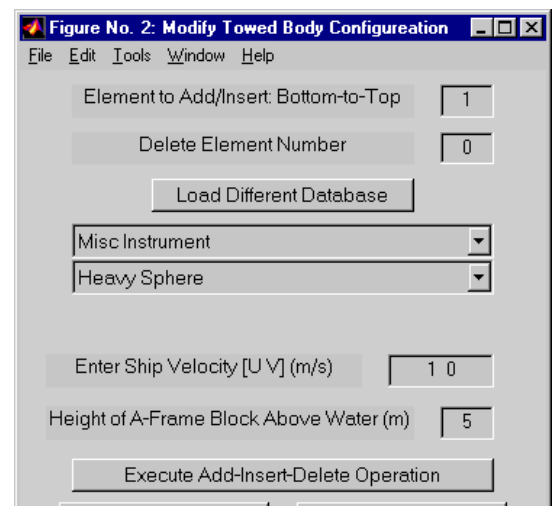 Figure No. 2: Modify Towed Body Configureation
File Edit Tools Window Help
Element to Add/Insert: Bottom-to-Top 1
Delete Element Number 0
Load Different Database
Misc Instrument
Heavy Sphere
Enter Ship Velocity [U V] (m/s) 1 0
Height of A-Frame Block Above Water (m) 5
Execute Add-Insert-Delete Operation